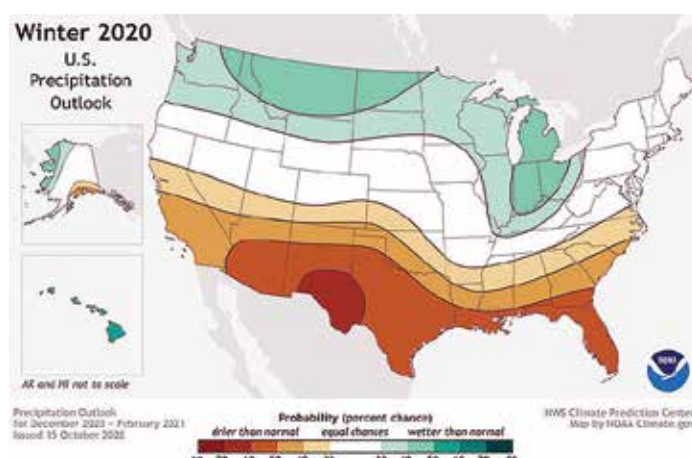 Winter 2020
U.S.
Precipitation
Outlook
AK and HI not to scale
Precipitation Outlook
for December 2020 – February 2021
Issued 15 October 2020
Probability (percent chance)
drier than normal equal chances wetter than normal
NWS Climate Prediction Center
Map by NOAA Climate.gov
NOAA